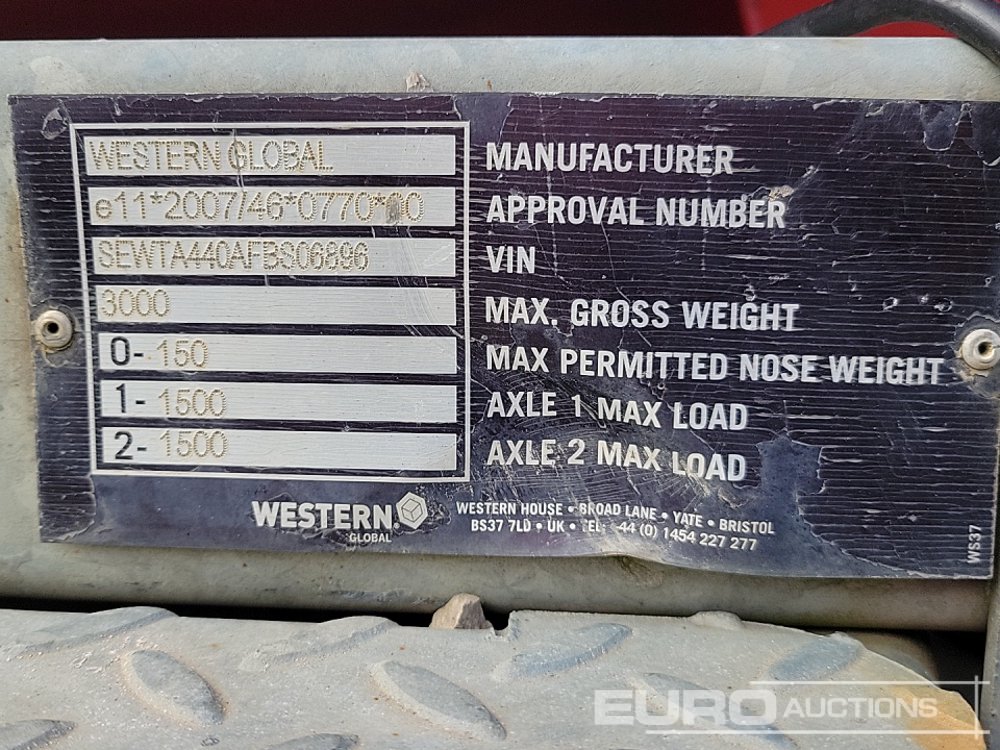 WESTERN GLOBAL MANUFACTURER
e11*2007/46*0770*00 APPROVAL NUMBER
SEWTA440AFBS06896 VIN
3000 MAX. GROSS WEIGHT
0- 150 MAX PERMITTED NOSE WEIGHT
1- 1500 AXLE 1 MAX LOAD
2- 1500 AXLE 2 MAX LOAD
WESTERN
GLOBAL
WESTERN HOUSE • BROAD LANE • YATE • BRISTOL
BS37 7LD • UK • TEL: 44 (0) 1454 227 277
WS37
EURO AUCTIONS